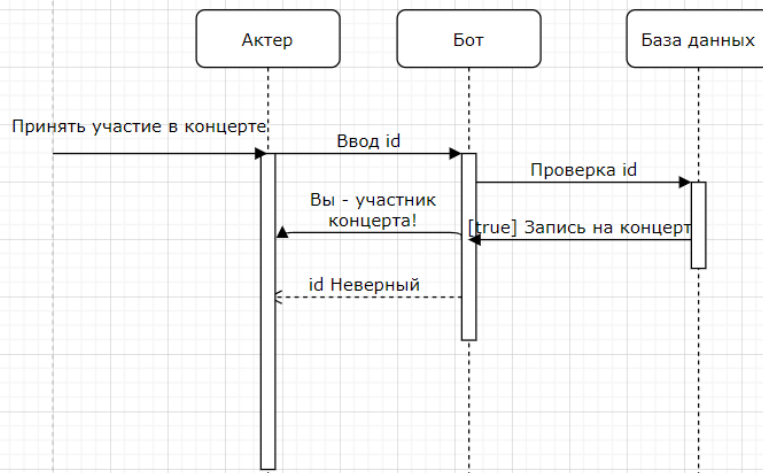 Актер
Бот
База данных
Принять участие в концерте
Ввод id
Проверка id
Вы - участник
концерта!
[true] Запись на концерт
id Неверный